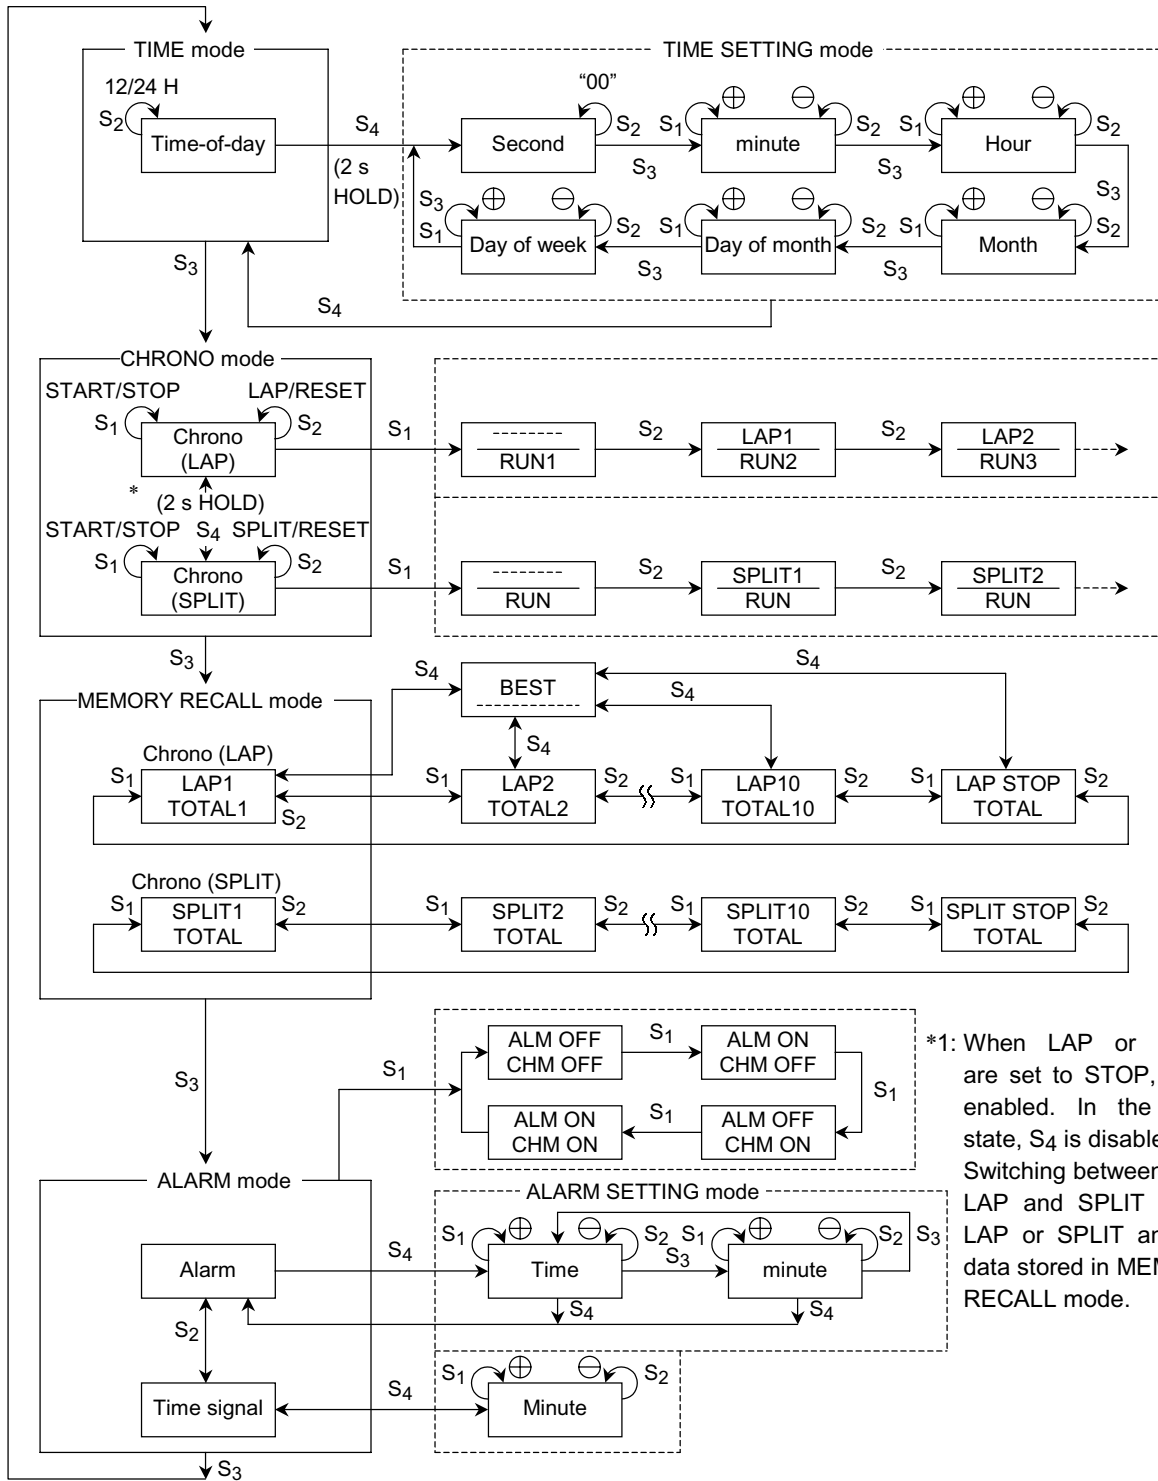 TIME mode
TIME SETTING mode
12/24 H
S2
Time-of-day
S4
(2 s
HOLD)
"00"
Second
S2
S3
S1
⊕
⊖
minute
S2
S3
S1
⊕
⊖
Hour
S2
S3
S3
S1
⊕
⊖
Day of week
S2
S3
S1
⊕
⊖
Day of month
S2
S3
S1
⊕
⊖
Month
S2
S3
S4
CHRONO mode
START/STOP
LAP/RESET
S1
Chrono
(LAP)
S2
S1
--------
RUN1
S2
LAP1
RUN2
S2
LAP2
RUN3
*
(2 s HOLD)
START/STOP
S4
SPLIT/RESET
S1
Chrono
(SPLIT)
S2
S1
--------
RUN
S2
SPLIT1
RUN
S2
SPLIT2
RUN
S3
MEMORY RECALL mode
S4
BEST
S4
S4
S4
Chrono (LAP)
S1
LAP1
TOTAL1
S2
S1
LAP2
TOTAL2
S2
S1
LAP10
TOTAL10
S2
S1
LAP STOP
TOTAL
S2
Chrono (SPLIT)
S1
SPLIT1
TOTAL
S2
S1
SPLIT2
TOTAL
S2
S1
SPLIT10
TOTAL
S2
S1
SPLIT STOP
TOTAL
S2
S3
S1
ALM OFF
CHM OFF
S1
ALM ON
CHM OFF
S1
ALM ON
CHM ON
S1
ALM OFF
CHM ON
*1: When LAP or
are set to STOP,
enabled. In the
state, S4 is
Switching between
LAP and SPLIT
LAP or SPLIT
data stored in
RECALL mode.
ALARM mode
ALARM SETTING mode
Alarm
S4
S1
⊕
⊖
Time
S2
S3
S1
⊕
⊖
minute
S2
S3
S4
S4
S2
Time signal
S4
S1
⊕
⊖
Minute
S2
S3